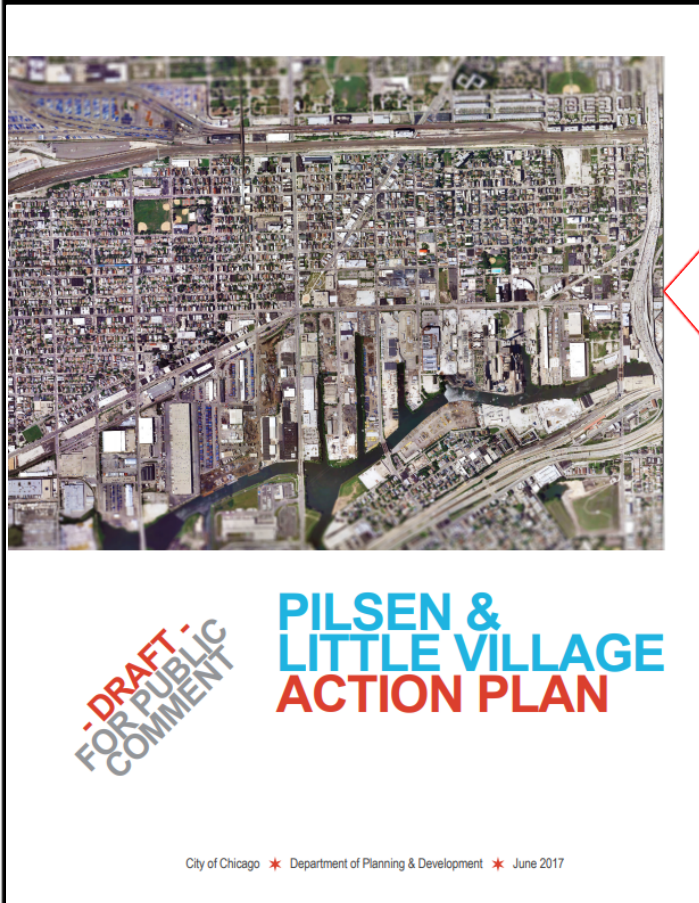 PILSEN &
LITTLE VILLAGE
ACTION PLAN
- DRAFT -
FOR PUBLIC
COMMENT
City of Chicago ✶ Department of Planning & Development ✶ June 2017